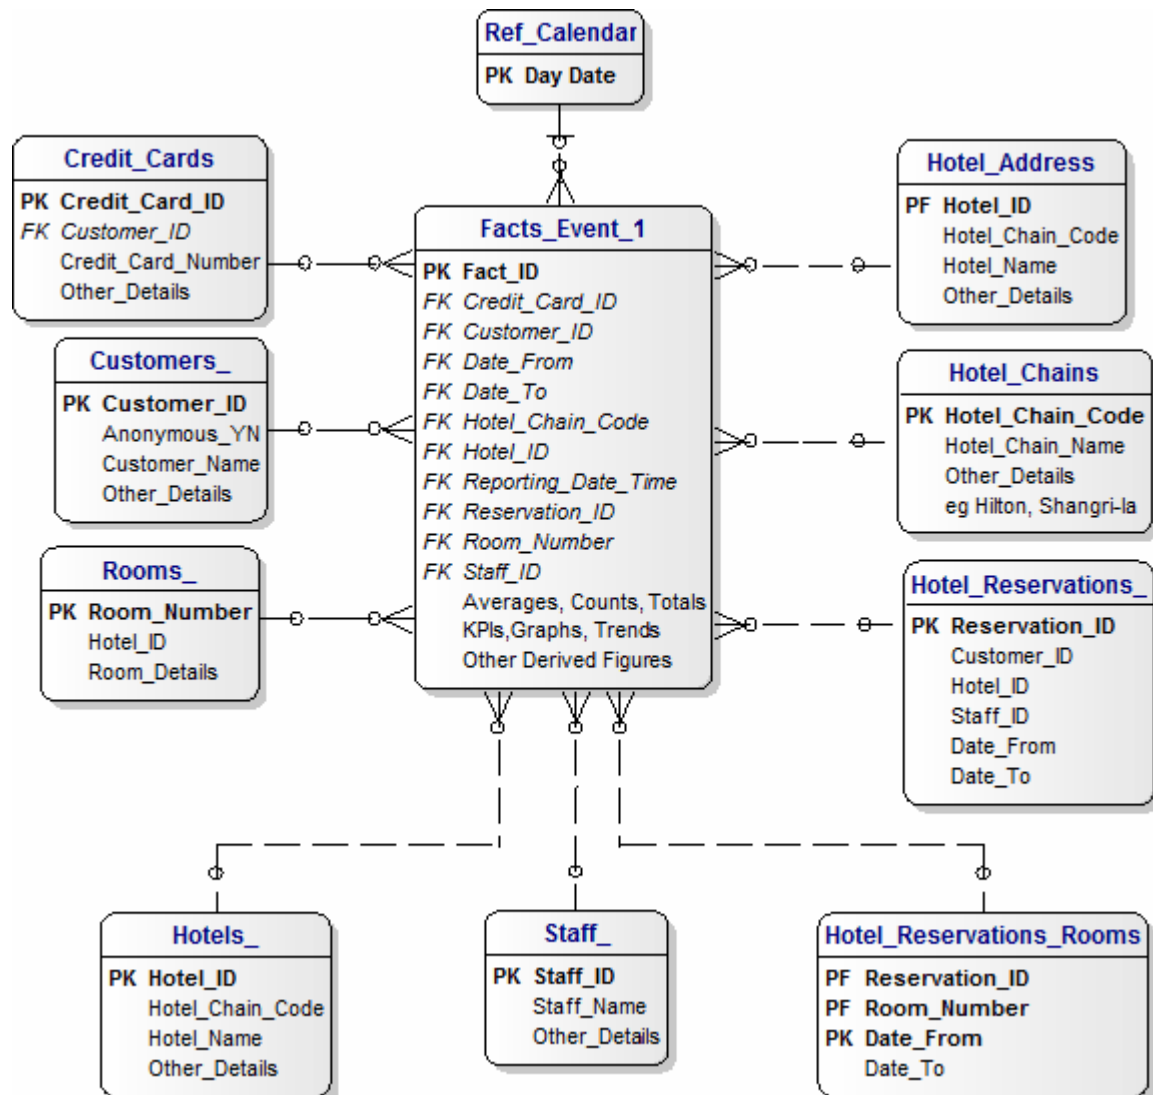 Ref_Calendar
PK Day Date
Credit_Cards
PK Credit_Card_ID
FK Customer_ID
Credit_Card_Number
Other_Details
Customers_
PK Customer_ID
Anonymous_YN
Customer_Name
Other_Details
Rooms_
PK Room_Number
Hotel_ID
Room_Details
Facts_Event_1
PK Fact_ID
FK Credit_Card_ID
FK Customer_ID
FK Date_From
FK Date_To
FK Hotel_Chain_Code
FK Hotel_ID
FK Reporting_Date_Time
FK Reservation_ID
FK Room_Number
FK Staff_ID
Averages, Counts, Totals
KPIs,Graphs, Trends
Other Derived Figures
Hotel_Address
PF Hotel_ID
Hotel_Chain_Code
Hotel_Name
Other_Details
Hotel_Chains
PK Hotel_Chain_Code
Hotel_Chain_Name
Other_Details
eg Hilton, Shangri-la
Hotel_Reservations_
PK Reservation_ID
Customer_ID
Hotel_ID
Staff_ID
Date_From
Date_To
Hotels_
PK Hotel_ID
Hotel_Chain_Code
Hotel_Name
Other_Details
Staff_
PK Staff_ID
Staff_Name
Other_Details
Hotel_Reservations_Rooms
PF Reservation_ID
PF Room_Number
PK Date_From
Date_To